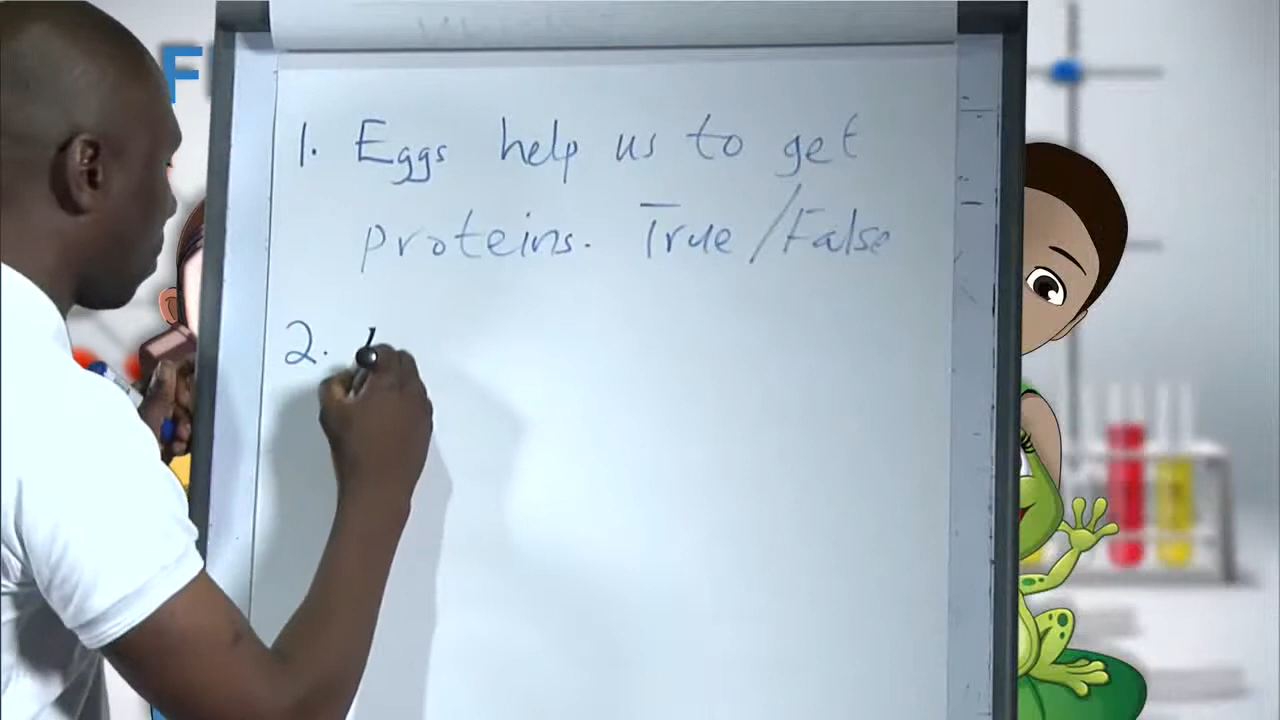 F
1. Eggs help us to get
proteins. True/False
2.